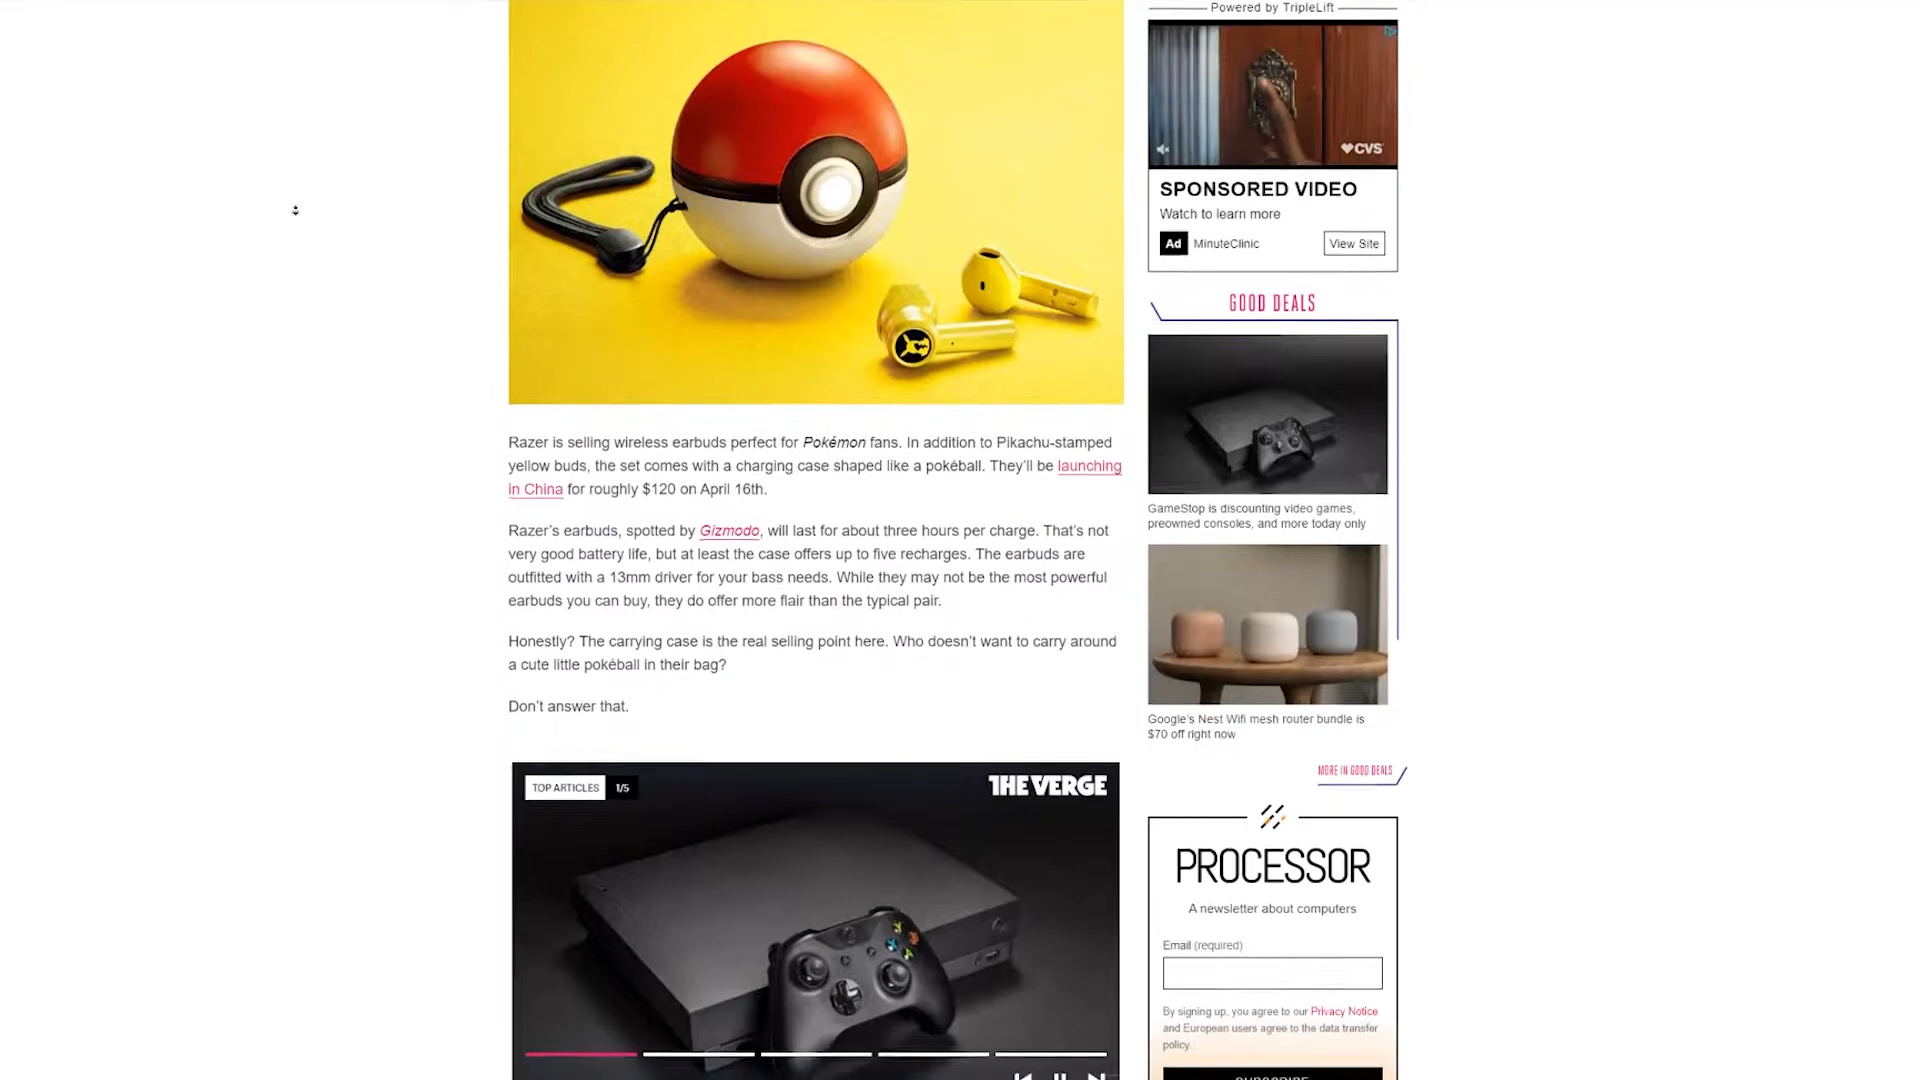 Powered by TripleLift
CVS
SPONSORED VIDEO
Watch to learn more
Ad MinuteClinic View Site
GOOD DEALS
GameStop is discounting video games,
preowned consoles, and more today only
Google's Nest Wifi mesh router bundle is
$70 off right now
MORE IN GOOD DEALS
Razer is selling wireless earbuds perfect for Pokémon fans. In addition to Pikachu-stamped
yellow buds, the set comes with a charging case shaped like a pokéball. They'll be launching
in China for roughly $120 on April 16th.
Razer's earbuds, spotted by Gizmodo, will last for about three hours per charge. That's not
very good battery life, but at least the case offers up to five recharges. The earbuds are
outfitted with a 13mm driver for your bass needs. While they may not be the most powerful
earbuds you can buy, they do offer more flair than the typical pair.
Honestly? The carrying case is the real selling point here. Who doesn't want to carry around
a cute little pokéball in their bag?
Don't answer that.
TOP ARTICLES 1/5
THE VERGE
PROCESSOR
A newsletter about computers
Email (required)
By signing up, you agree to our Privacy Notice
and European users agree to the data transfer
policy.
SUBSCRIBE